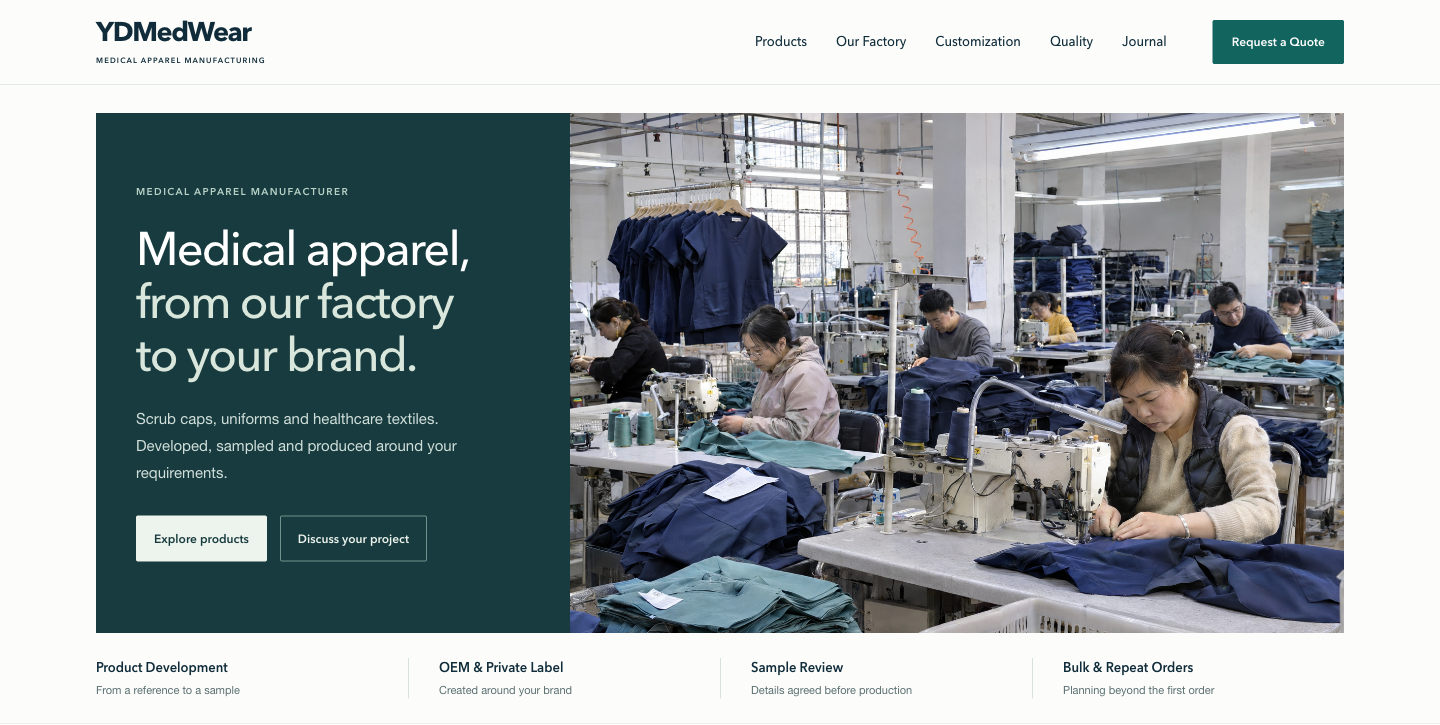 YDMedWear
MEDICAL APPAREL MANUFACTURING
Products
Our Factory
Customization
Quality
Journal
Request a Quote
MEDICAL APPAREL MANUFACTURER
Medical apparel,
from our factory
to your brand.
Scrub caps, uniforms and healthcare textiles.
Developed, sampled and produced around your
requirements.
Explore products
Discuss your project
Product Development
From a reference to a sample
OEM & Private Label
Created around your brand
Sample Review
Details agreed before production
Bulk & Repeat Orders
Planning beyond the first order